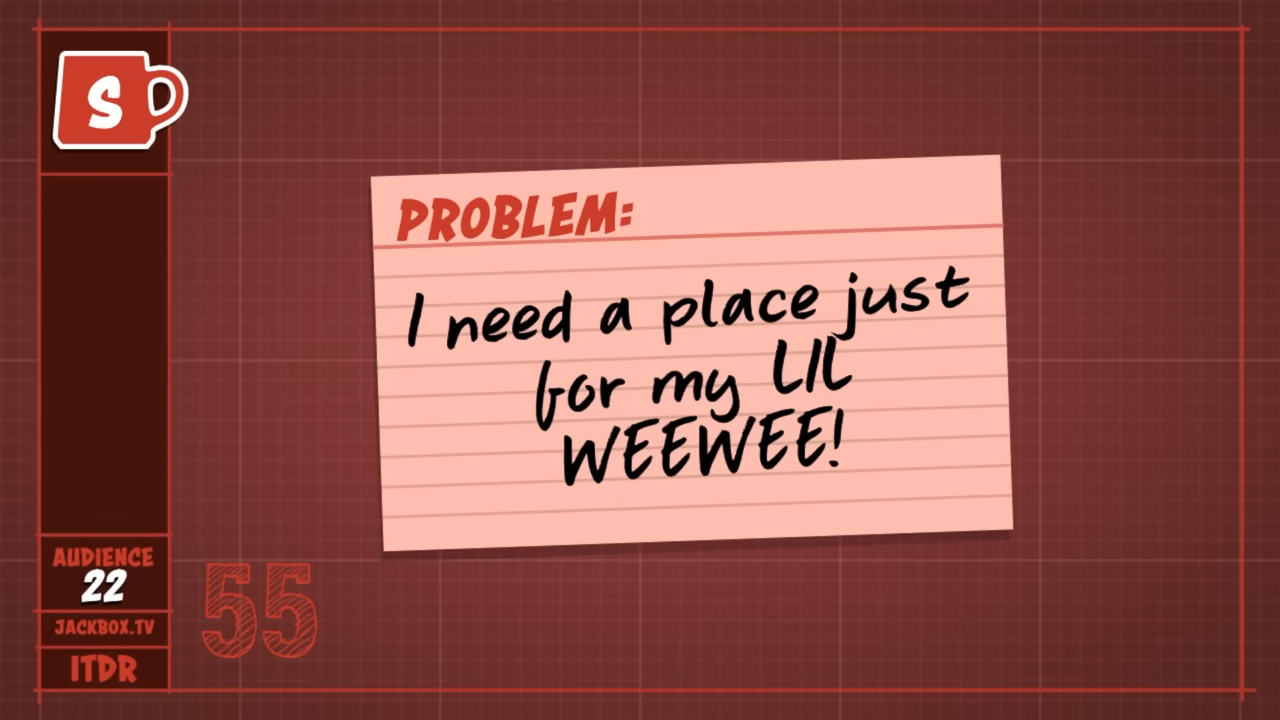 S
PROBLEM:
I need a place just
for my LIL
WEEWEE!
AUDIENCE
22
JACKBOX.TV
ITDR
55